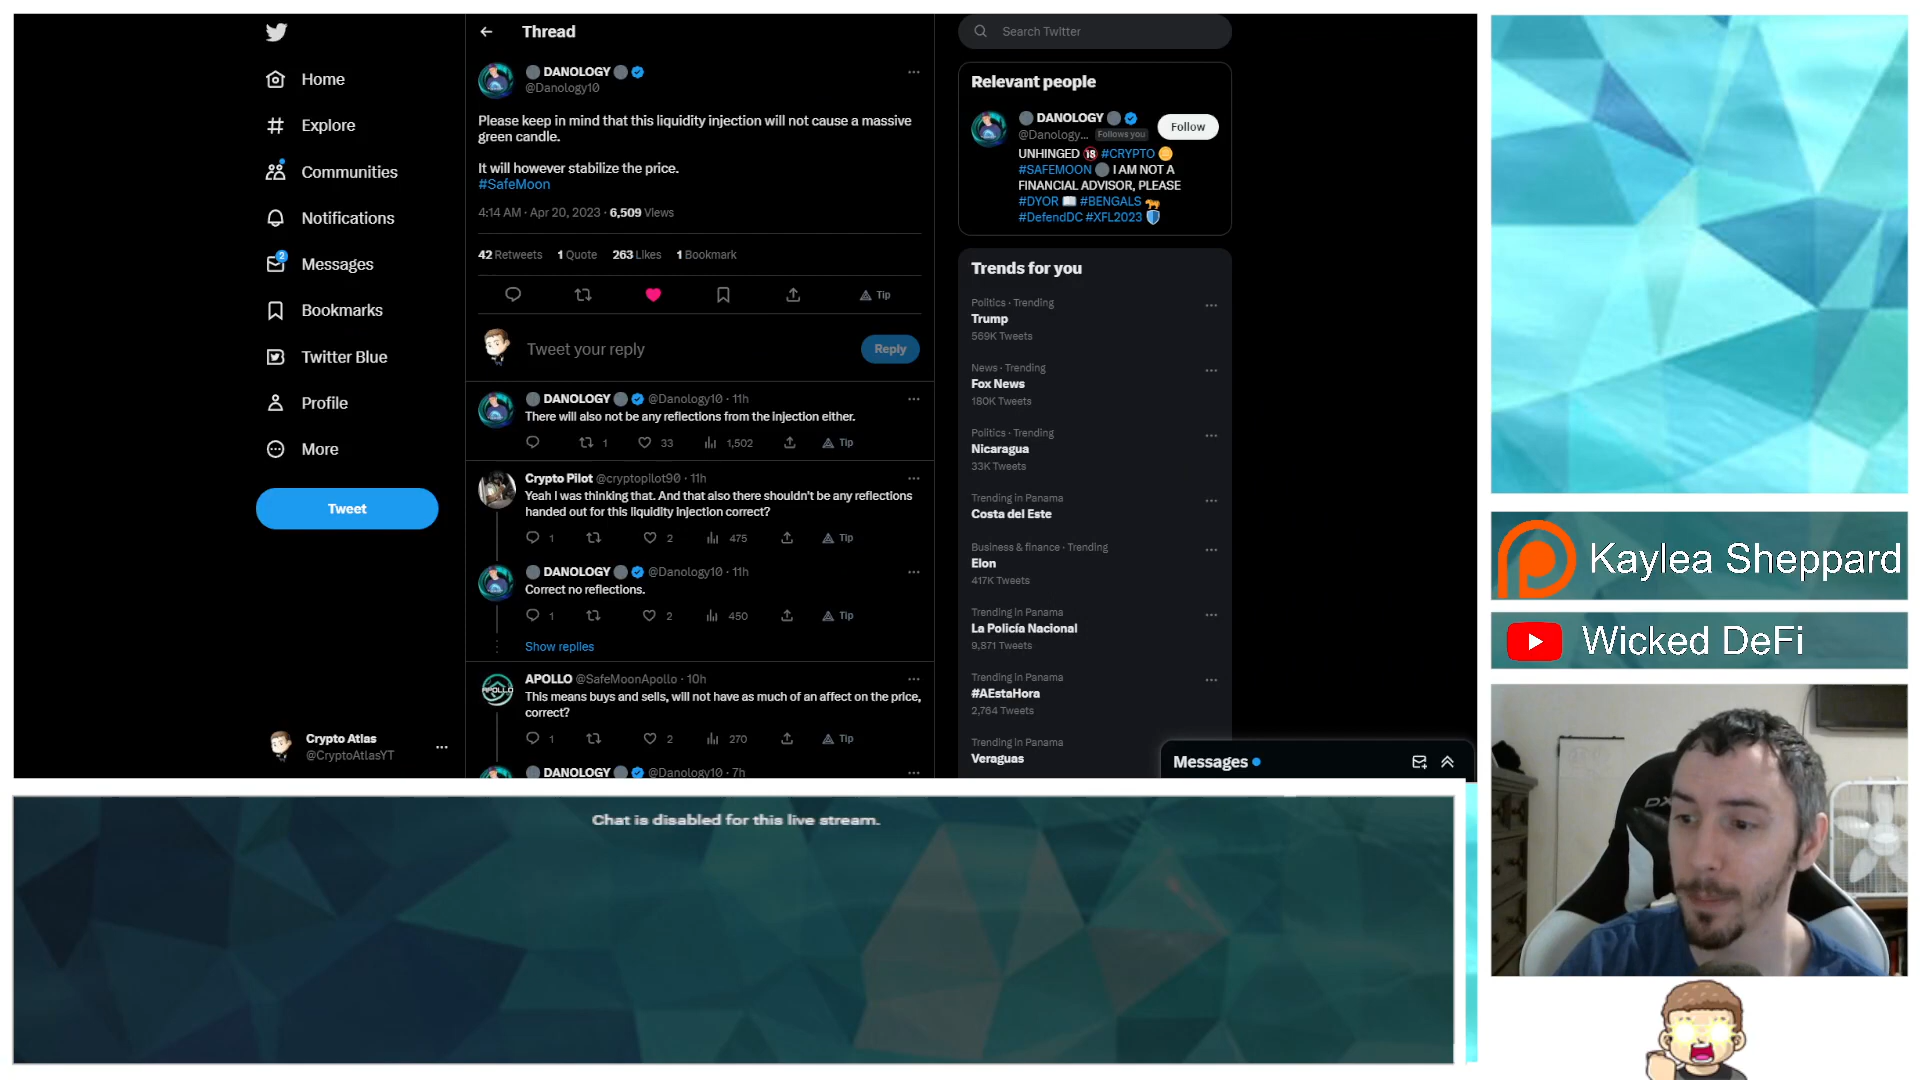 Thread
Search Twitter
Home
Explore
Communities
Notifications
2
Messages
Bookmarks
Twitter Blue
Profile
More
Tweet
Crypto Atlas
@CryptoAtlasYT
DANOLOGY
@Danology10
Please keep in mind that this liquidity injection will not cause a massive
green candle.
It will however stabilize the price.
#SafeMoon
4:14 AM · Apr 20, 2023 · 6,509 Views
42 Retweets 1 Quote 263 Likes 1 Bookmark
Tip
Tweet your reply
Reply
DANOLOGY @Danology10 · 11h
There will also not be any reflections from the injection either.
1 33 1,502 Tip
Crypto Pilot @cryptopilot90 · 11h
Yeah I was thinking that. And that also there shouldn't be any reflections
handed out for this liquidity injection correct?
1 2 475 Tip
DANOLOGY @Danology10 · 11h
Correct no reflections.
1 2 450 Tip
Show replies
APOLLO @SafeMoonApollo · 10h
This means buys and sells, will not have as much of an affect on the price,
correct?
1 2 270 Tip
DANOLOGY @Danology10 · 7h
Relevant people
DANOLOGY
@Danology... Follows you
Follow
UNHINGED 🔞 #CRYPTO
#SAFEMOON I AM NOT A
FINANCIAL ADVISOR, PLEASE
#DYOR #BENGALS
#DefendDC #XFL2023
Trends for you
Politics · Trending
Trump
569K Tweets
News · Trending
Fox News
180K Tweets
Politics · Trending
Nicaragua
33K Tweets
Trending in Panama
Costa del Este
Business & finance · Trending
Elon
417K Tweets
Trending in Panama
La Policía Nacional
9,871 Tweets
Trending in Panama
#AEstaHora
2,764 Tweets
Trending in Panama
Veraguas
Messages
Kaylea Sheppard
Wicked DeFi
Chat is disabled for this live stream.